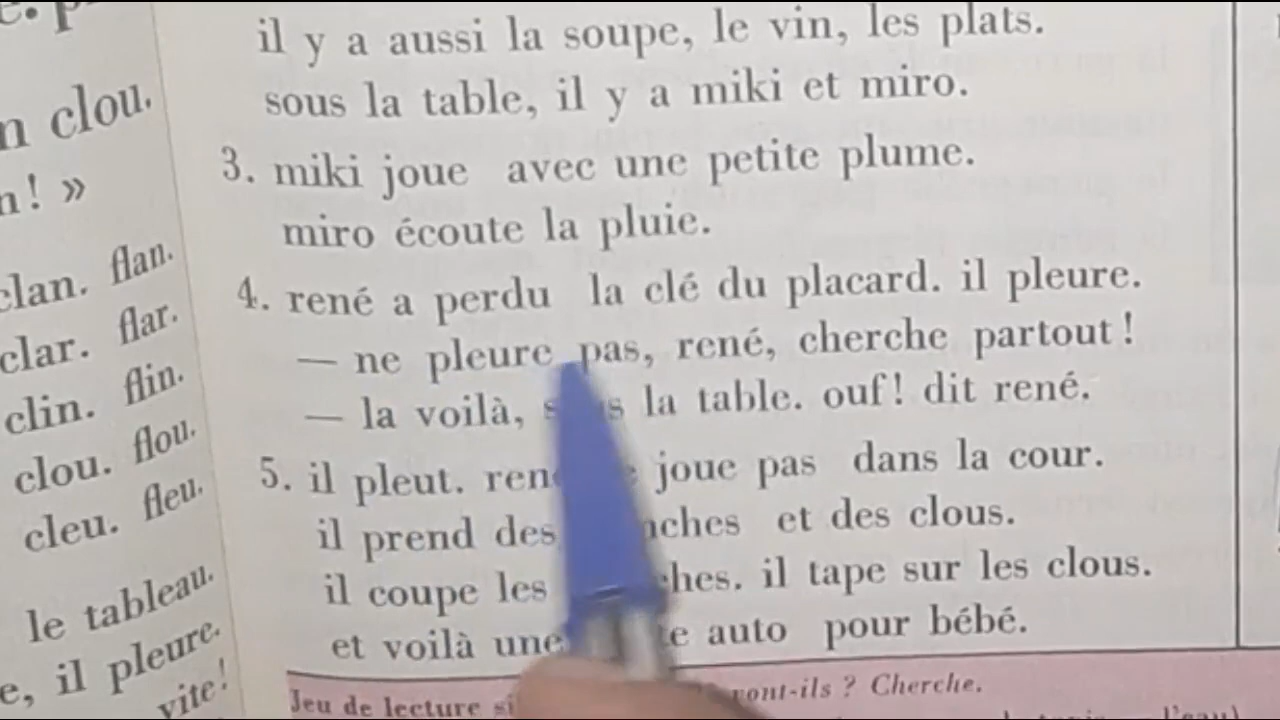 n clou.
n! »
clan. flan.
clar. flar.
clin. flin.
clou. flou.
cleu. fleu.
le tableau.
e, il pleure.
vite!
il y a aussi la soupe, le vin, les plats.
sous la table, il y a miki et miro.
3. miki joue avec une petite plume.
miro écoute la pluie.
4. rené a perdu la clé du placard. il pleure.
— ne pleure pas, rené, cherche partout !
— la voilà, la table. ouf! dit rené.
5. il pleut. joue pas dans la cour.
il prend des et des clous.
il coupe les il tape sur les clous.
et voilà une auto pour bébé.
Jeu de lecture ? Cherche.